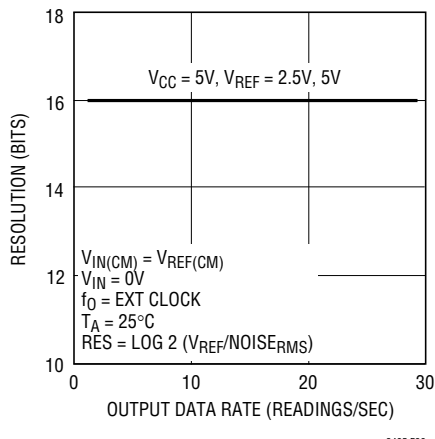 18
16
14
12
10
RESOLUTION (BITS)
VCC = 5V, VREF = 2.5V, 5V
VIN(CM) = VREF(CM)
VIN = 0V
fO = EXT CLOCK
TA = 25°C
RES = LOG 2 (VREF/NOISERMS)
0 10 20 30
OUTPUT DATA RATE (READINGS/SEC)